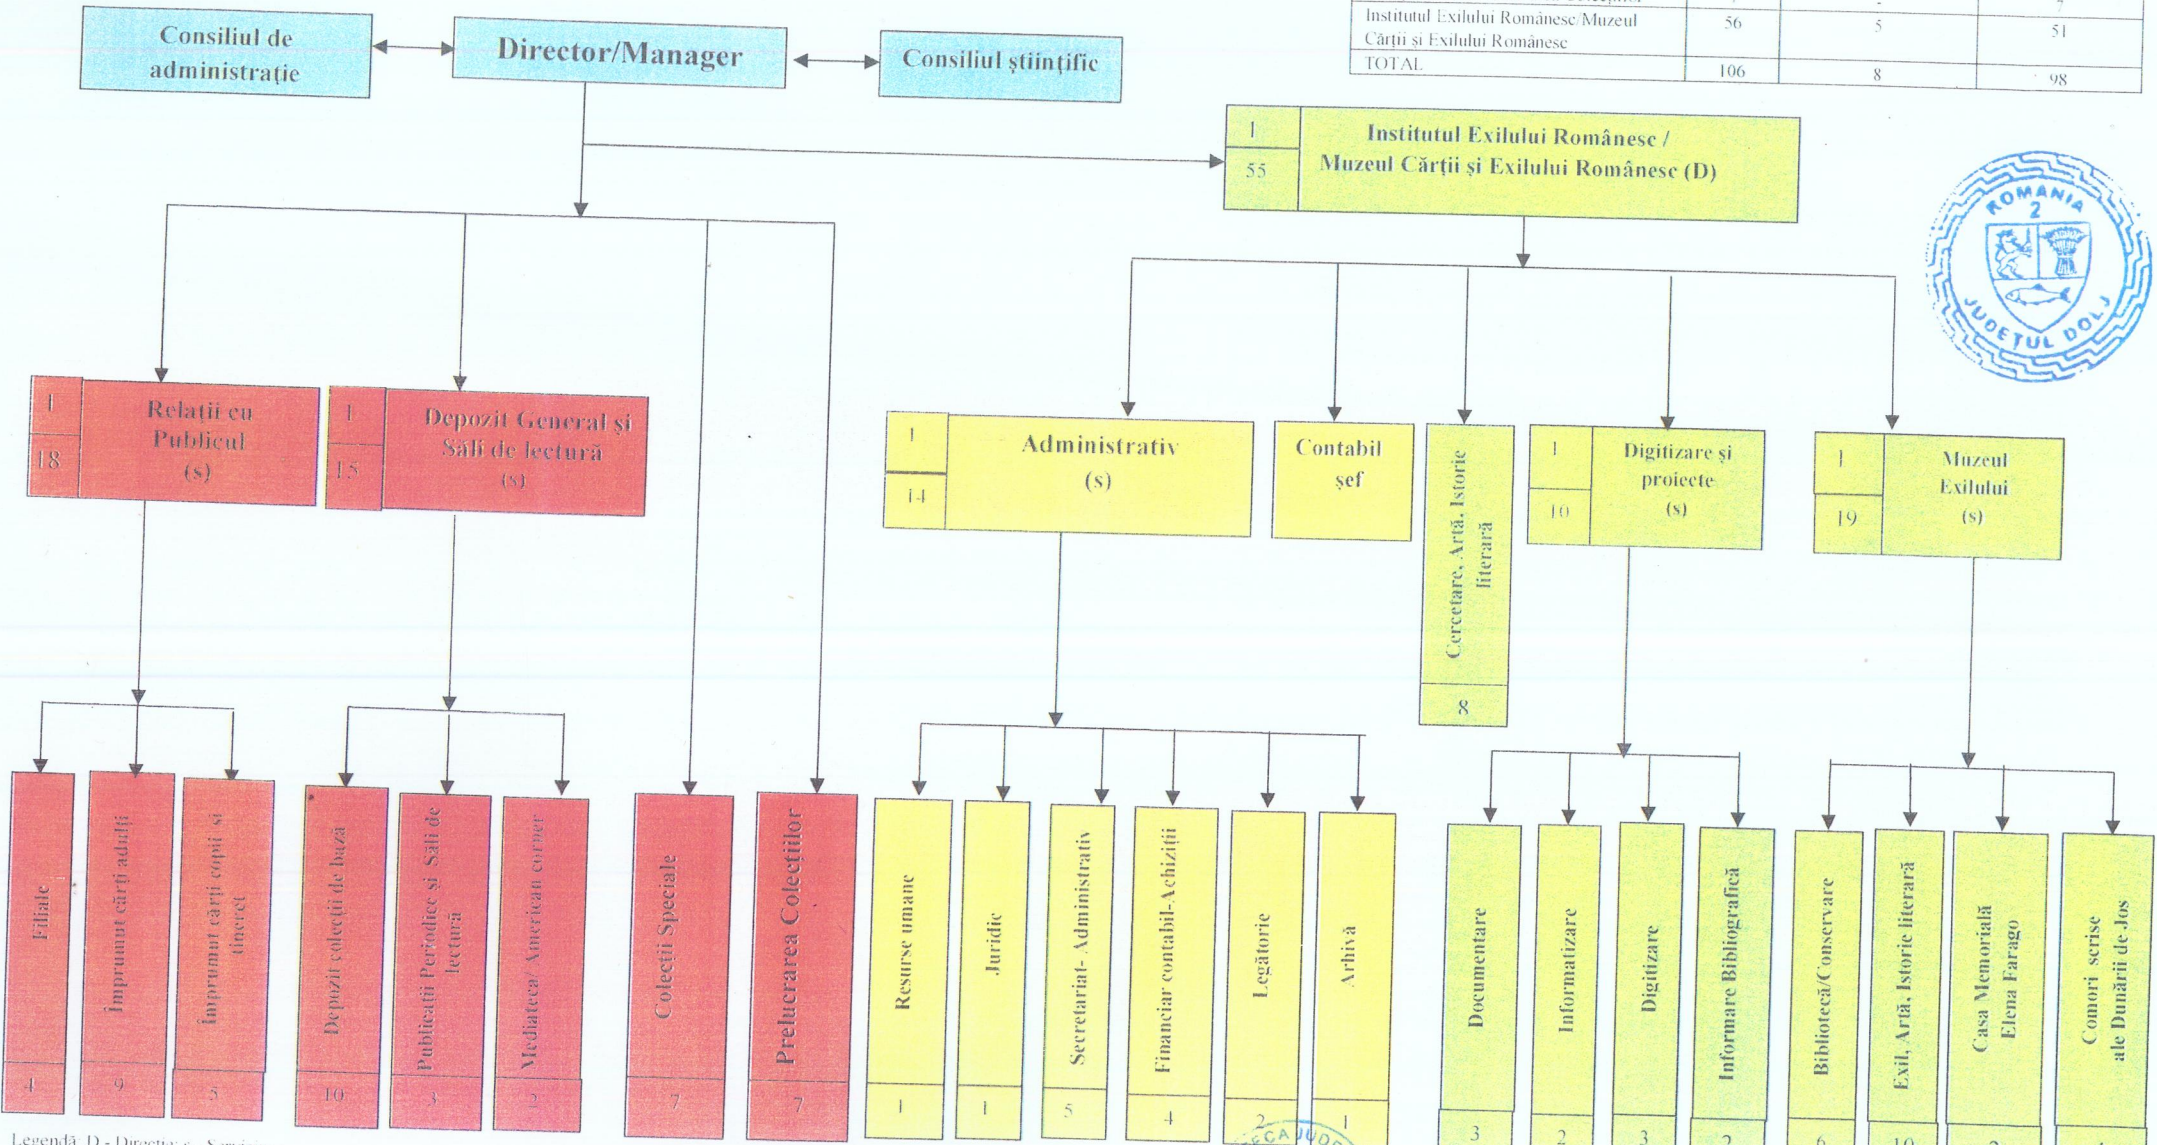 Institutul Exilului Românesc/Muzeul 56 5 51
Cărții și Exilului Românesc
TOTAL 106 8 98
Consiliul de
administrație
Director/Manager
Consiliul științific
1
55
Institutul Exilului Românesc /
Muzeul Cărții și Exilului Românesc (D)
ROMANIA
2
JUDEȚUL DOLJ
1
18
Relații cu
Publicul
(s)
1
15
Depozit General și
Săli de lectură
(s)
1
14
Administrativ
(s)
Contabil
șef
Cercetare, Artă, Istorie
literară
8
1
10
Digitizare și
proiecte
(s)
1
19
Muzeul
Exilului
(s)
Filiale
4
Împrumut cărți adulți
9
Împrumut cărți copii și
tineret
5
Depozit colecții de bază
10
Publicații Periodice și Săli de
lectură
3
Mediateca/ American corner
2
Colecții Speciale
7
Prelucrarea Colecțiilor
7
Resurse umane
1
Juridic
1
Secretariat- Administrativ
5
Financiar contabil-Achiziții
4
Legătorie
2
Arhivă
1
Documentare
3
Informatizare
2
Digitizare
3
Informare Bibliografică
2
Bibliotecă/Conservare
6
Exil, Artă, Istorie literară
10
Casa Memorială
Elena Farago
2
Comori scrise
ale Dunării de Jos
Legendă: D - Direcție; s - Serviciu